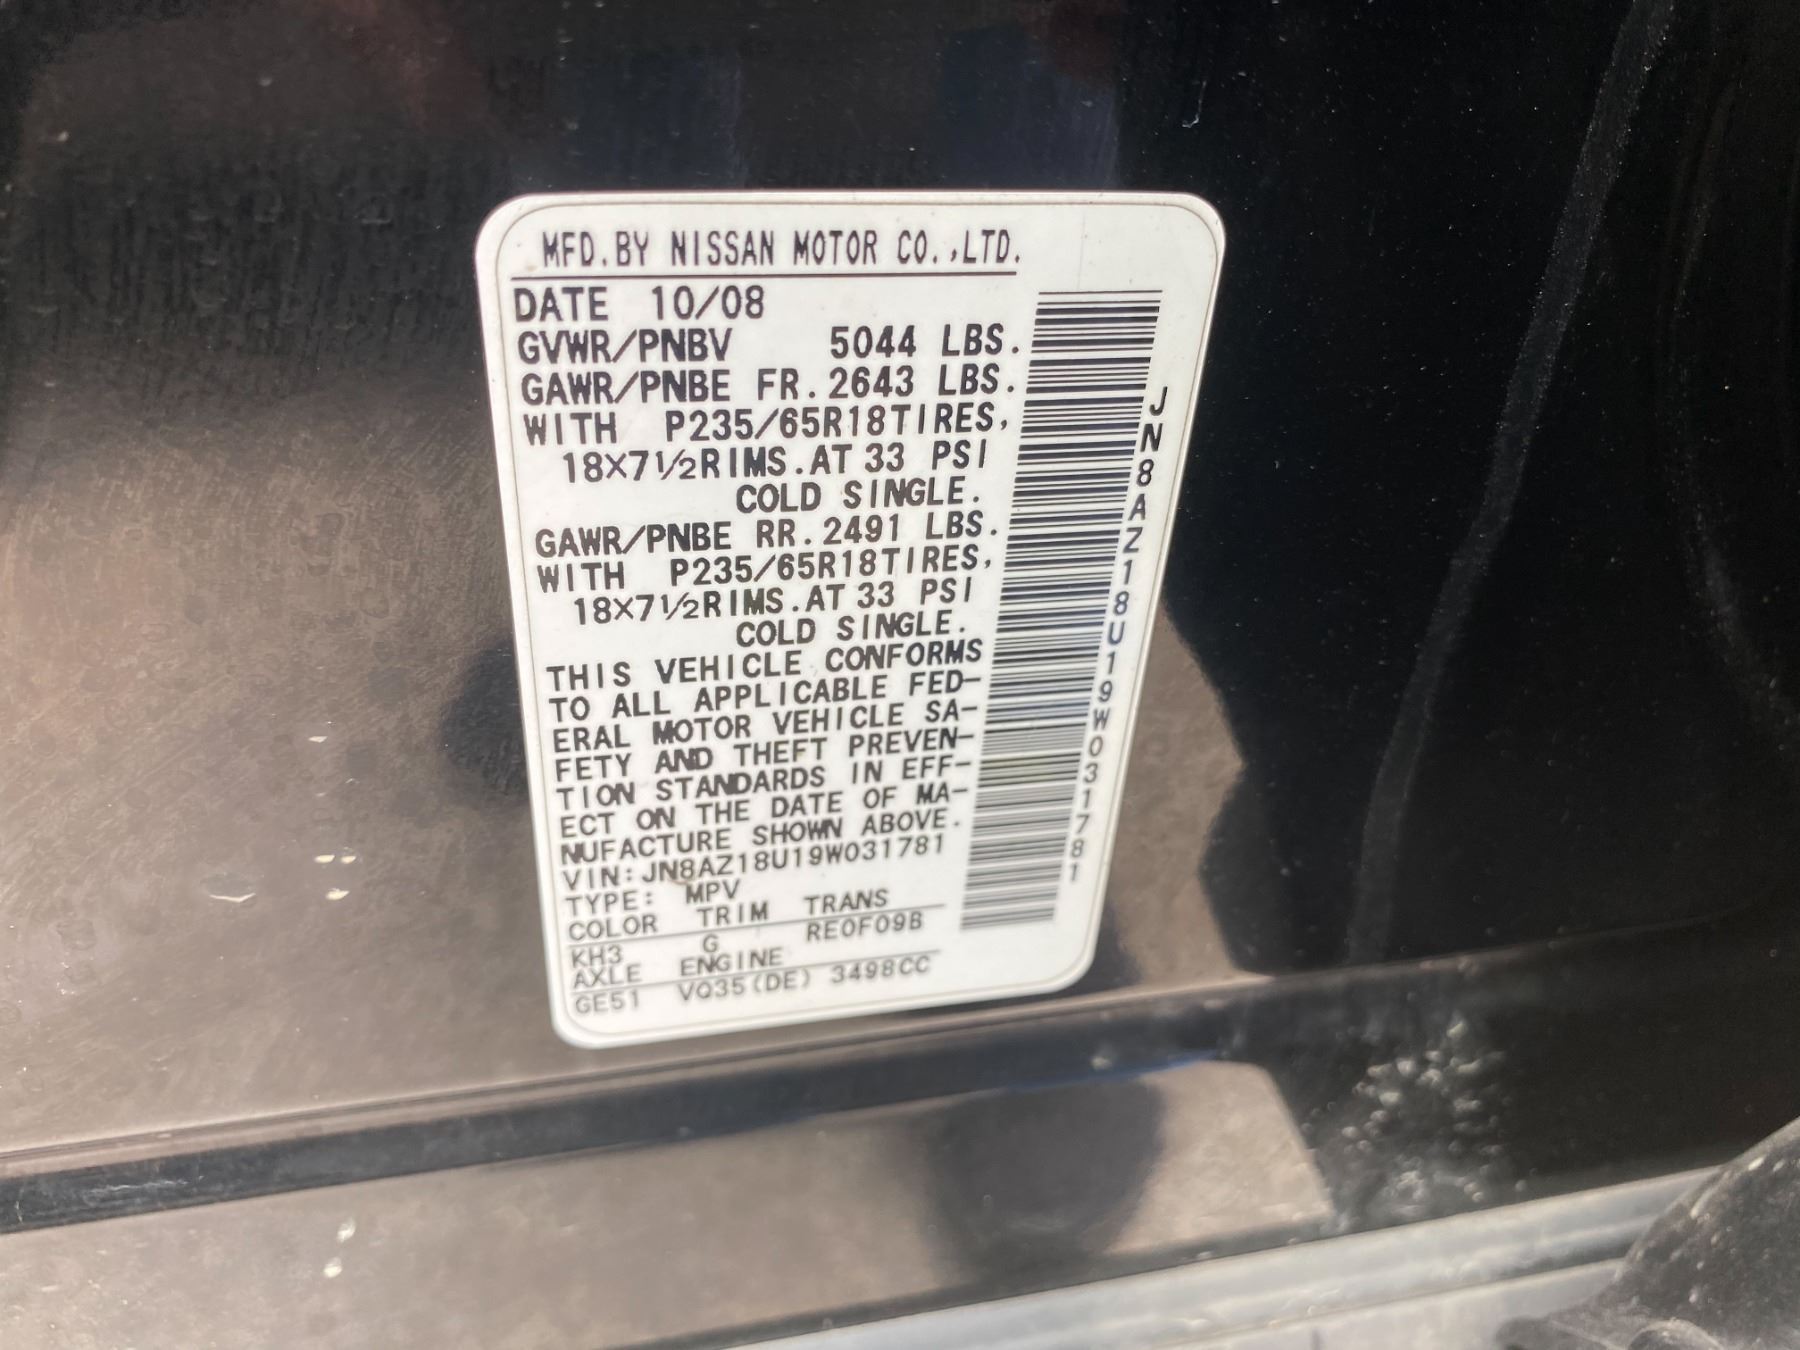 MFD.BY NISSAN MOTOR CO.,LTD.
DATE 10/08
GVWR/PNBV 5044 LBS.
GAWR/PNBE FR.2643 LBS.
WITH P235/65R18TIRES,
18×7½RIMS.AT 33 PSI
COLD SINGLE.
GAWR/PNBE RR.2491 LBS.
WITH P235/65R18TIRES,
18×7½RIMS.AT 33 PSI
COLD SINGLE.
THIS VEHICLE CONFORMS
TO ALL APPLICABLE FED-
ERAL MOTOR VEHICLE SA-
FETY AND THEFT PREVEN-
TION STANDARDS IN EFF-
ECT ON THE DATE OF MA-
NUFACTURE SHOWN ABOVE.
VIN:JN8AZ18U19W031781
TYPE: MPV
COLOR TRIM TRANS
KH3 G RE0F09B
AXLE ENGINE
GE51 VQ35(DE) 3498CC
JN8AZ18U19W031781